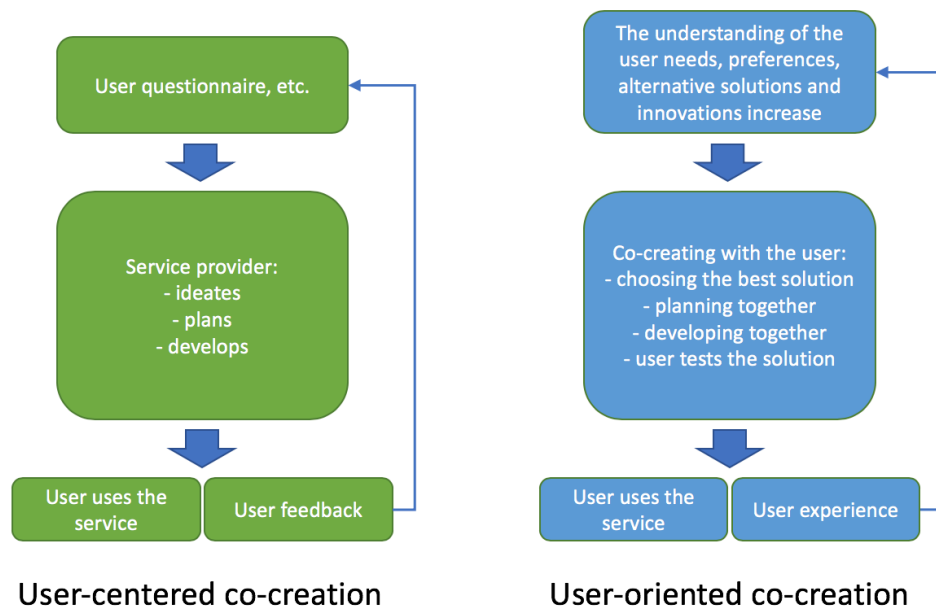 User questionnaire, etc.
Service provider:
- ideates
- plans
- develops
User uses the
service
User feedback
User-centered co-creation
The understanding of the
user needs, preferences,
alternative solutions and
innovations increase
Co-creating with the user:
- choosing the best solution
- planning together
- developing together
- user tests the solution
User uses the
service
User experience
User-oriented co-creation